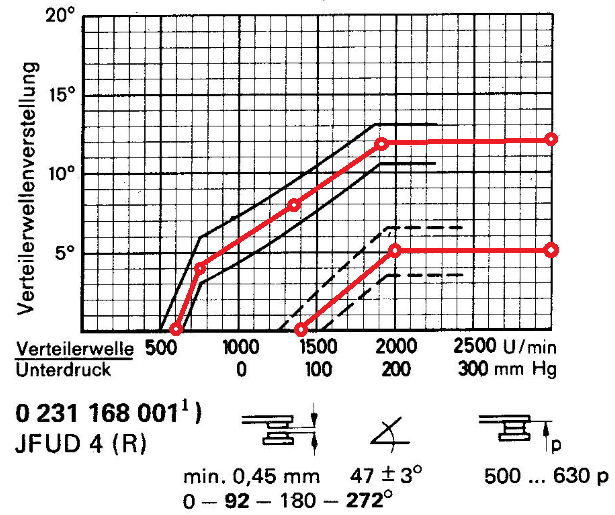 20°
15°
10°
5°
Verteilerwellenverstellung
Verteilerwelle 500 1000 1500 2000 2500 U/min
Unterdruck 0 100 200 300 mm Hg
0 231 168 001¹)
JFUD 4 (R)
p
min. 0,45 mm 47 ± 3° 500 ... 630 p
0 – 92 – 180 – 272°